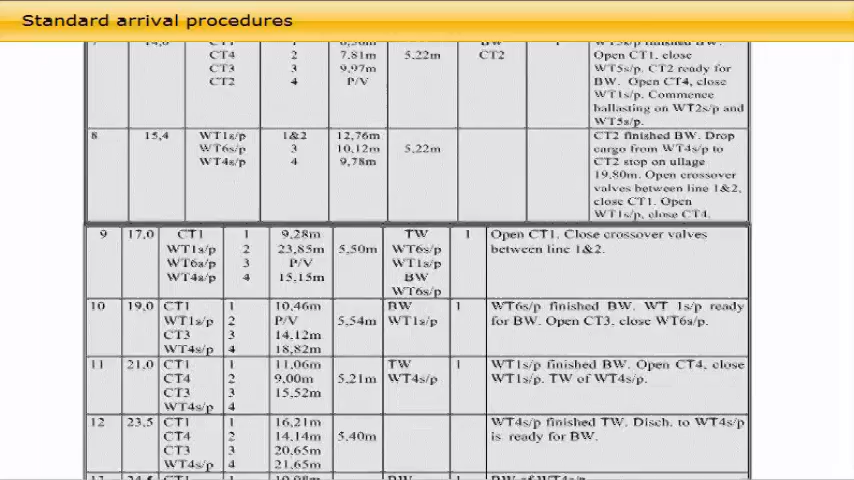 Standard arrival procedures
CT4 2 7.81m 5,22m CT2 Open CT1, close
CT3 3 9,97m WT5s/p. CT2 ready for
CT2 4 P/V BW. Open CT4, close
WT1s/p. Commence
ballasting on WT2s/p and
WT5s/p.
8 15,4 WT1s/p 1&2 12,76m CT2 finished BW. Drop
WT6s/p 3 10,12m 5,22m cargo from WT4s/p to
WT4s/p 4 9,78m CT2 stop on ullage
19,80m. Open crossover
valves between line 1&2,
close CT1. Open
WT1s/p, close CT4.
9 17,0 CT1 1 9,28m TW 1 Open CT1. Close crossover valves
WT1s/p 2 23,85m 5,50m WT6s/p between line 1&2.
WT6s/p 3 P/V WT1s/p
WT4s/p 4 15,15m BW
WT6s/p
10 19,0 CT1 1 10,46m BW 1 WT6s/p finished BW. WT 1s/p ready
WT1s/p 2 P/V 5,54m WT1s/p for BW. Open CT3, close WT6s/p.
CT3 3 14,12m
WT4s/p 4 18,82m
11 21,0 CT1 1 11,06m TW 1 WT1s/p finished BW. Open CT4, close
CT4 2 9,00m 5,21m WT4s/p WT1s/p. TW of WT4s/p.
CT3 3 15,52m
WT4s/p 4
12 23,5 CT1 1 16,21m WT4s/p finished TW. Disch. to WT4s/p
CT4 2 14,14m 5,40m is ready for BW.
CT3 3 20,65m
WT4s/p 4 21,65m